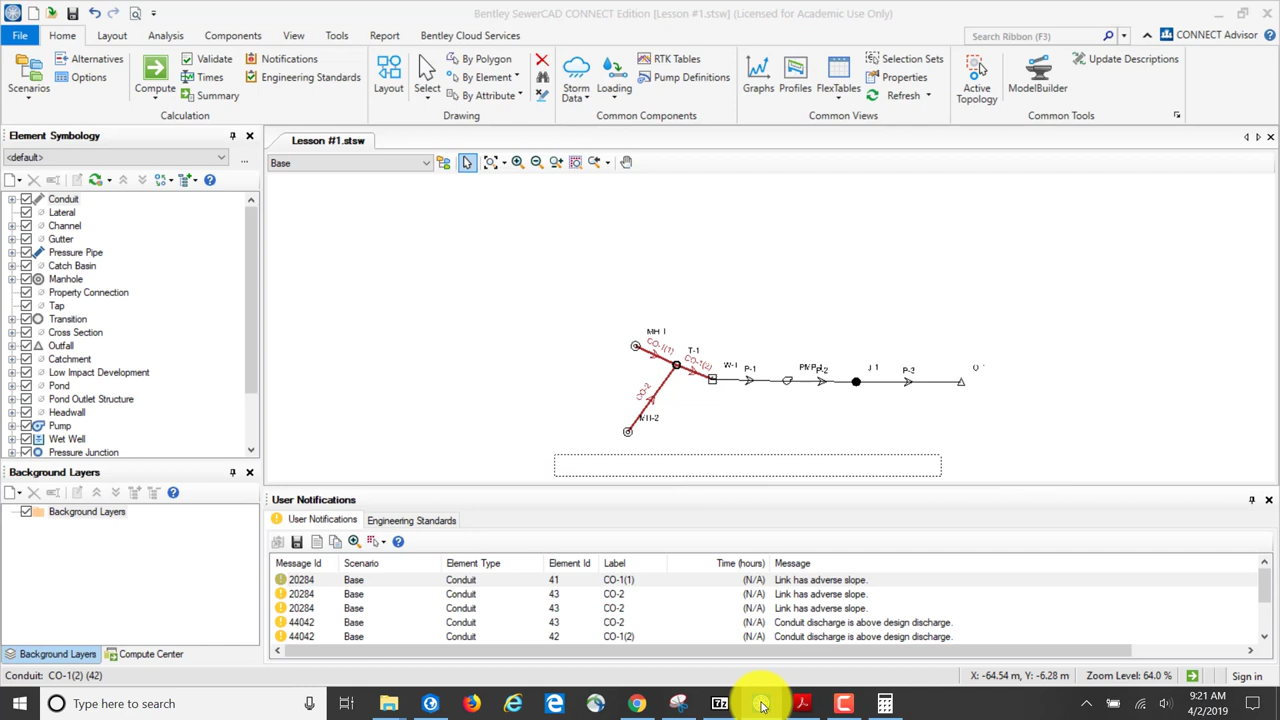 Bentley SewerCAD CONNECT Edition [Lesson #1.stsw] (Licensed for Academic Use Only)
File Home Layout Analysis Components View Tools Report Bentley Cloud Services Search Ribbon (F3) CONNECT Advisor
Alternatives Validate Notifications By Polygon RTK Tables Selection Sets Update Descriptions
Scenarios Options Compute Times Engineering Standards Layout Select By Element Storm Data Loading Pump Definitions Graphs Profiles FlexTables Properties Active Topology ModelBuilder
Summary By Attribute Refresh
Calculation Drawing Common Components Common Views Common Tools
Element Symbology
Lesson #1.stsw
<default>
...
Base
Conduit
Lateral
Channel
Gutter
Pressure Pipe
Catch Basin
Manhole
Property Connection
Tap
Transition
Cross Section
Outfall
Catchment
Low Impact Development
Pond
Pond Outlet Structure
Headwall
Pump
Wet Well
Pressure Junction
CO-1(1)
T-1
CO-1(2)
W-1
P-1
P-2
J-1
P-3
CO-2
MH-2
Background Layers
Background Layers
User Notifications
User Notifications Engineering Standards
Message Id Scenario Element Type Element Id Label Time (hours) Message
20284 Base Conduit 41 CO-1(1) (N/A) Link has adverse slope.
20284 Base Conduit 43 CO-2 (N/A) Link has adverse slope.
20284 Base Conduit 43 CO-2 (N/A) Link has adverse slope.
44042 Base Conduit 43 CO-2 (N/A) Conduit discharge is above design discharge.
44042 Base Conduit 42 CO-1(2) (N/A) Conduit discharge is above design discharge.
Background Layers Compute Center
Conduit: CO-1(2) (42) X: -64.54 m, Y: -6.28 m Zoom Level: 64.0 % Sign in
Type here to search
9:21 AM
4/2/2019